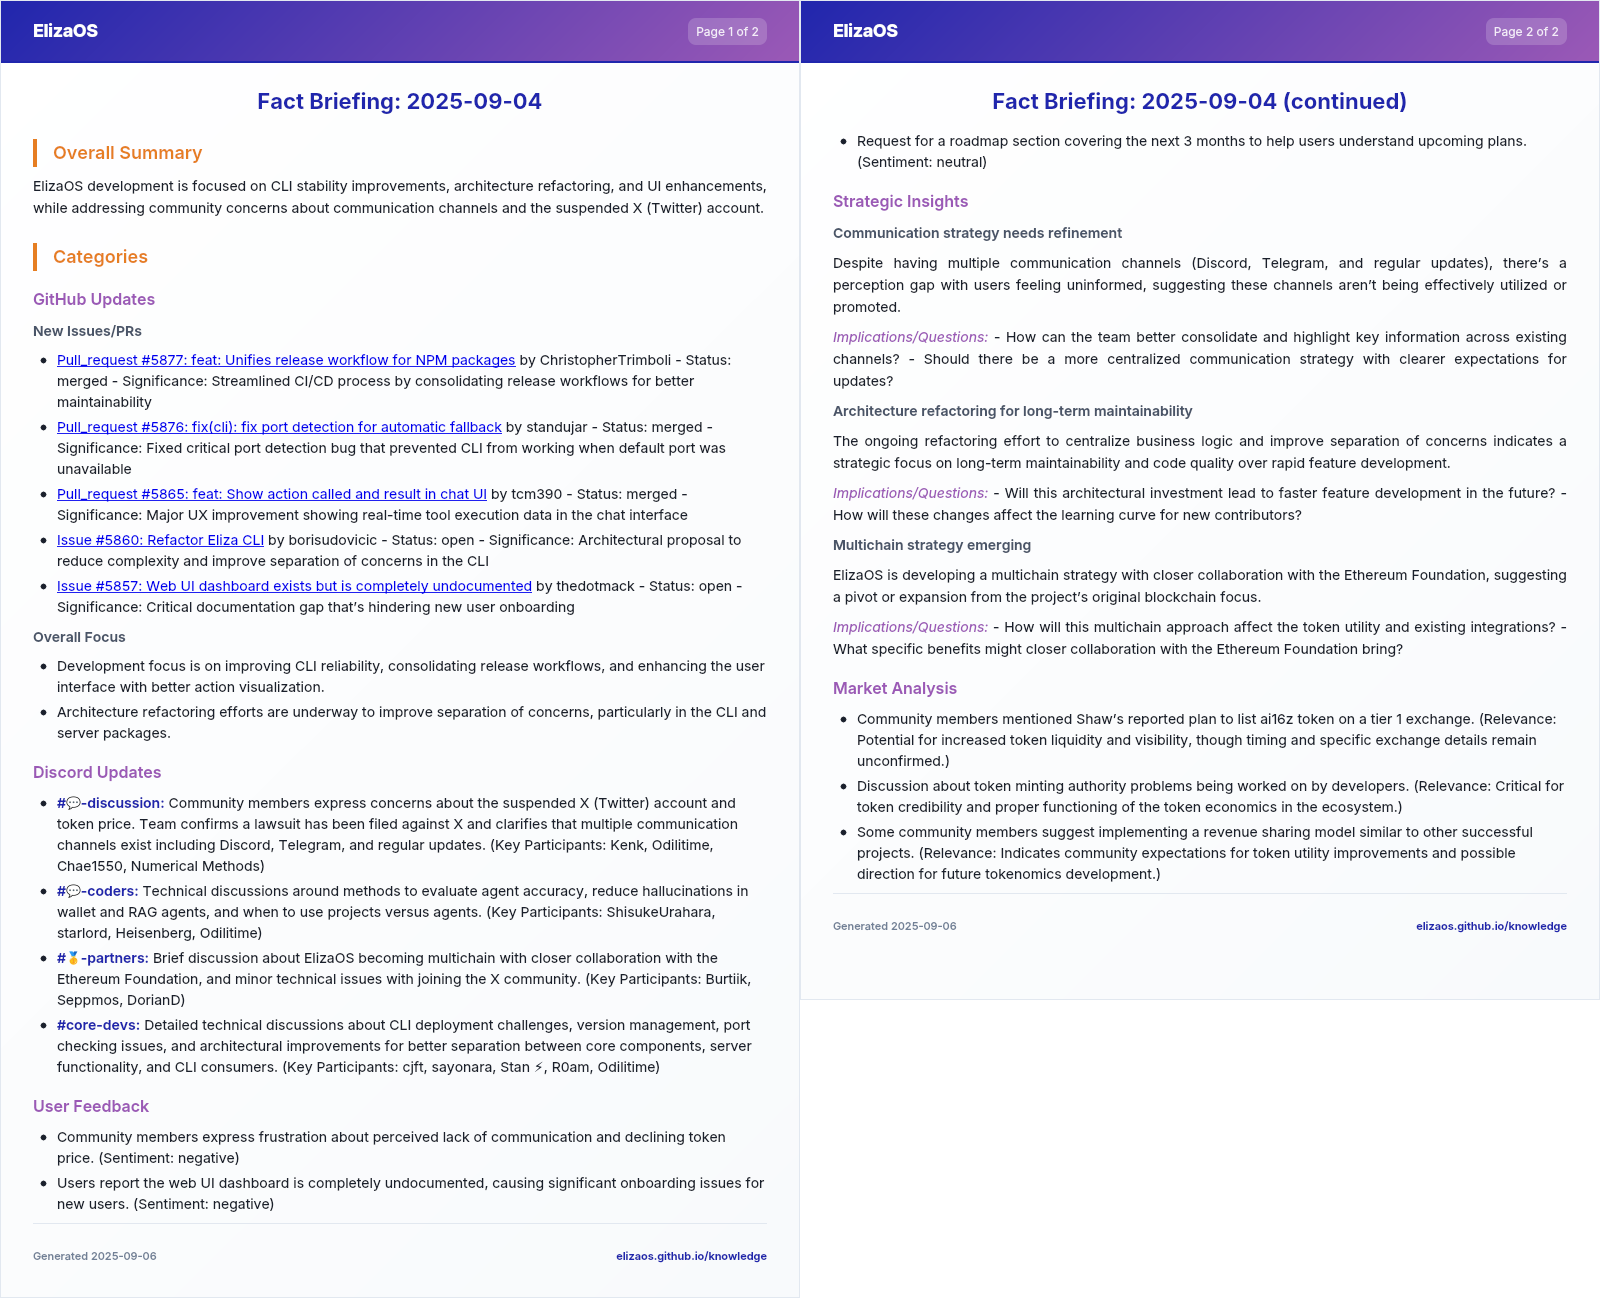 ElizaOS
Page 1 of 2
Fact Briefing: 2025-09-04
Overall Summary
ElizaOS development is focused on CLI stability improvements, architecture refactoring, and UI enhancements,
while addressing community concerns about communication channels and the suspended X (Twitter) account.
Categories
GitHub Updates
New Issues/PRs
• Pull_request #5877: feat: Unifies release workflow for NPM packages by ChristopherTrimboli - Status:
merged - Significance: Streamlined CI/CD process by consolidating release workflows for better
maintainability
• Pull_request #5876: fix(cli): fix port detection for automatic fallback by standujar - Status: merged -
Significance: Fixed critical port detection bug that prevented CLI from working when default port was
unavailable
• Pull_request #5865: feat: Show action called and result in chat UI by tcm390 - Status: merged -
Significance: Major UX improvement showing real-time tool execution data in the chat interface
• Issue #5860: Refactor Eliza CLI by borisudovicic - Status: open - Significance: Architectural proposal to
reduce complexity and improve separation of concerns in the CLI
• Issue #5857: Web UI dashboard exists but is completely undocumented by thedotmack - Status: open -
Significance: Critical documentation gap that's hindering new user onboarding
Overall Focus
• Development focus is on improving CLI reliability, consolidating release workflows, and enhancing the user
interface with better action visualization.
• Architecture refactoring efforts are underway to improve separation of concerns, particularly in the CLI and
server packages.
Discord Updates
• #💬-discussion: Community members express concerns about the suspended X (Twitter) account and
token price. Team confirms a lawsuit has been filed against X and clarifies that multiple communication
channels exist including Discord, Telegram, and regular updates. (Key Participants: Kenk, Odilitime,
Chae1550, Numerical Methods)
• #💬-coders: Technical discussions around methods to evaluate agent accuracy, reduce hallucinations in
wallet and RAG agents, and when to use projects versus agents. (Key Participants: ShisukeUrahara,
starlord, Heisenberg, Odilitime)
• #🥇-partners: Brief discussion about ElizaOS becoming multichain with closer collaboration with the
Ethereum Foundation, and minor technical issues with joining the X community. (Key Participants: Burtiik,
Seppmos, DorianD)
• #core-devs: Detailed technical discussions about CLI deployment challenges, version management, port
checking issues, and architectural improvements for better separation between core components, server
functionality, and CLI consumers. (Key Participants: cjft, sayonara, Stan ⚡, R0am, Odilitime)
User Feedback
• Community members express frustration about perceived lack of communication and declining token
price. (Sentiment: negative)
• Users report the web UI dashboard is completely undocumented, causing significant onboarding issues for
new users. (Sentiment: negative)
Generated 2025-09-06
elizaos.github.io/knowledge
ElizaOS
Page 2 of 2
Fact Briefing: 2025-09-04 (continued)
• Request for a roadmap section covering the next 3 months to help users understand upcoming plans.
(Sentiment: neutral)
Strategic Insights
Communication strategy needs refinement
Despite having multiple communication channels (Discord, Telegram, and regular updates), there's a
perception gap with users feeling uninformed, suggesting these channels aren't being effectively utilized or
promoted.
Implications/Questions: - How can the team better consolidate and highlight key information across existing
channels? - Should there be a more centralized communication strategy with clearer expectations for
updates?
Architecture refactoring for long-term maintainability
The ongoing refactoring effort to centralize business logic and improve separation of concerns indicates a
strategic focus on long-term maintainability and code quality over rapid feature development.
Implications/Questions: - Will this architectural investment lead to faster feature development in the future? -
How will these changes affect the learning curve for new contributors?
Multichain strategy emerging
ElizaOS is developing a multichain strategy with closer collaboration with the Ethereum Foundation, suggesting
a pivot or expansion from the project's original blockchain focus.
Implications/Questions: - How will this multichain approach affect the token utility and existing integrations? -
What specific benefits might closer collaboration with the Ethereum Foundation bring?
Market Analysis
• Community members mentioned Shaw's reported plan to list ai16z token on a tier 1 exchange. (Relevance:
Potential for increased token liquidity and visibility, though timing and specific exchange details remain
unconfirmed.)
• Discussion about token minting authority problems being worked on by developers. (Relevance: Critical for
token credibility and proper functioning of the token economics in the ecosystem.)
• Some community members suggest implementing a revenue sharing model similar to other successful
projects. (Relevance: Indicates community expectations for token utility improvements and possible
direction for future tokenomics development.)
Generated 2025-09-06
elizaos.github.io/knowledge